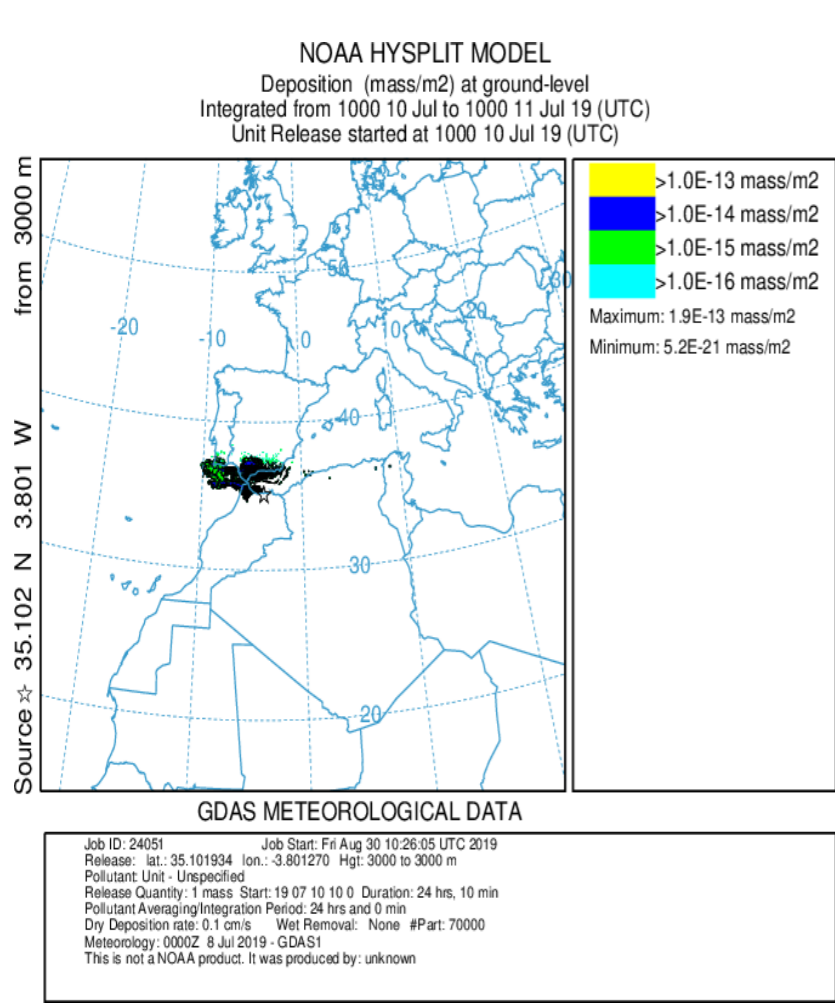 NOAA HYSPLIT MODEL
Deposition (mass/m2) at ground-level
Integrated from 1000 10 Jul to 1000 11 Jul 19 (UTC)
Unit Release started at 1000 10 Jul 19 (UTC)
Source ☆ 35.102 N 3.801 W from 3000 m
>1.0E-13 mass/m2
>1.0E-14 mass/m2
>1.0E-15 mass/m2
>1.0E-16 mass/m2
Maximum: 1.9E-13 mass/m2
Minimum: 5.2E-21 mass/m2
50
30
-20
-10
0
0
20
40
30
20
GDAS METEOROLOGICAL DATA
Job ID: 24051 Job Start: Fri Aug 30 10:26:05 UTC 2019
Release: lat.: 35.101934 lon.: -3.801270 Hgt: 3000 to 3000 m
Pollutant: Unit - Unspecified
Release Quantity: 1 mass Start: 19 07 10 10 0 Duration: 24 hrs, 10 min
Pollutant Averaging/Integration Period: 24 hrs and 0 min
Dry Deposition rate: 0.1 cm/s Wet Removal: None #Part: 70000
Meteorology: 0000Z 8 Jul 2019 - GDAS1
This is not a NOAA product. It was produced by: unknown